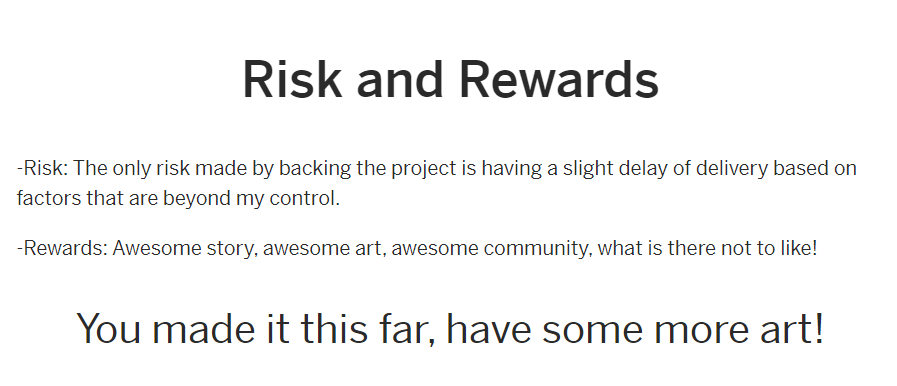 Risk and Rewards
-Risk: The only risk made by backing the project is having a slight delay of delivery based on
factors that are beyond my control.
-Rewards: Awesome story, awesome art, awesome community, what is there not to like!
You made it this far, have some more art!